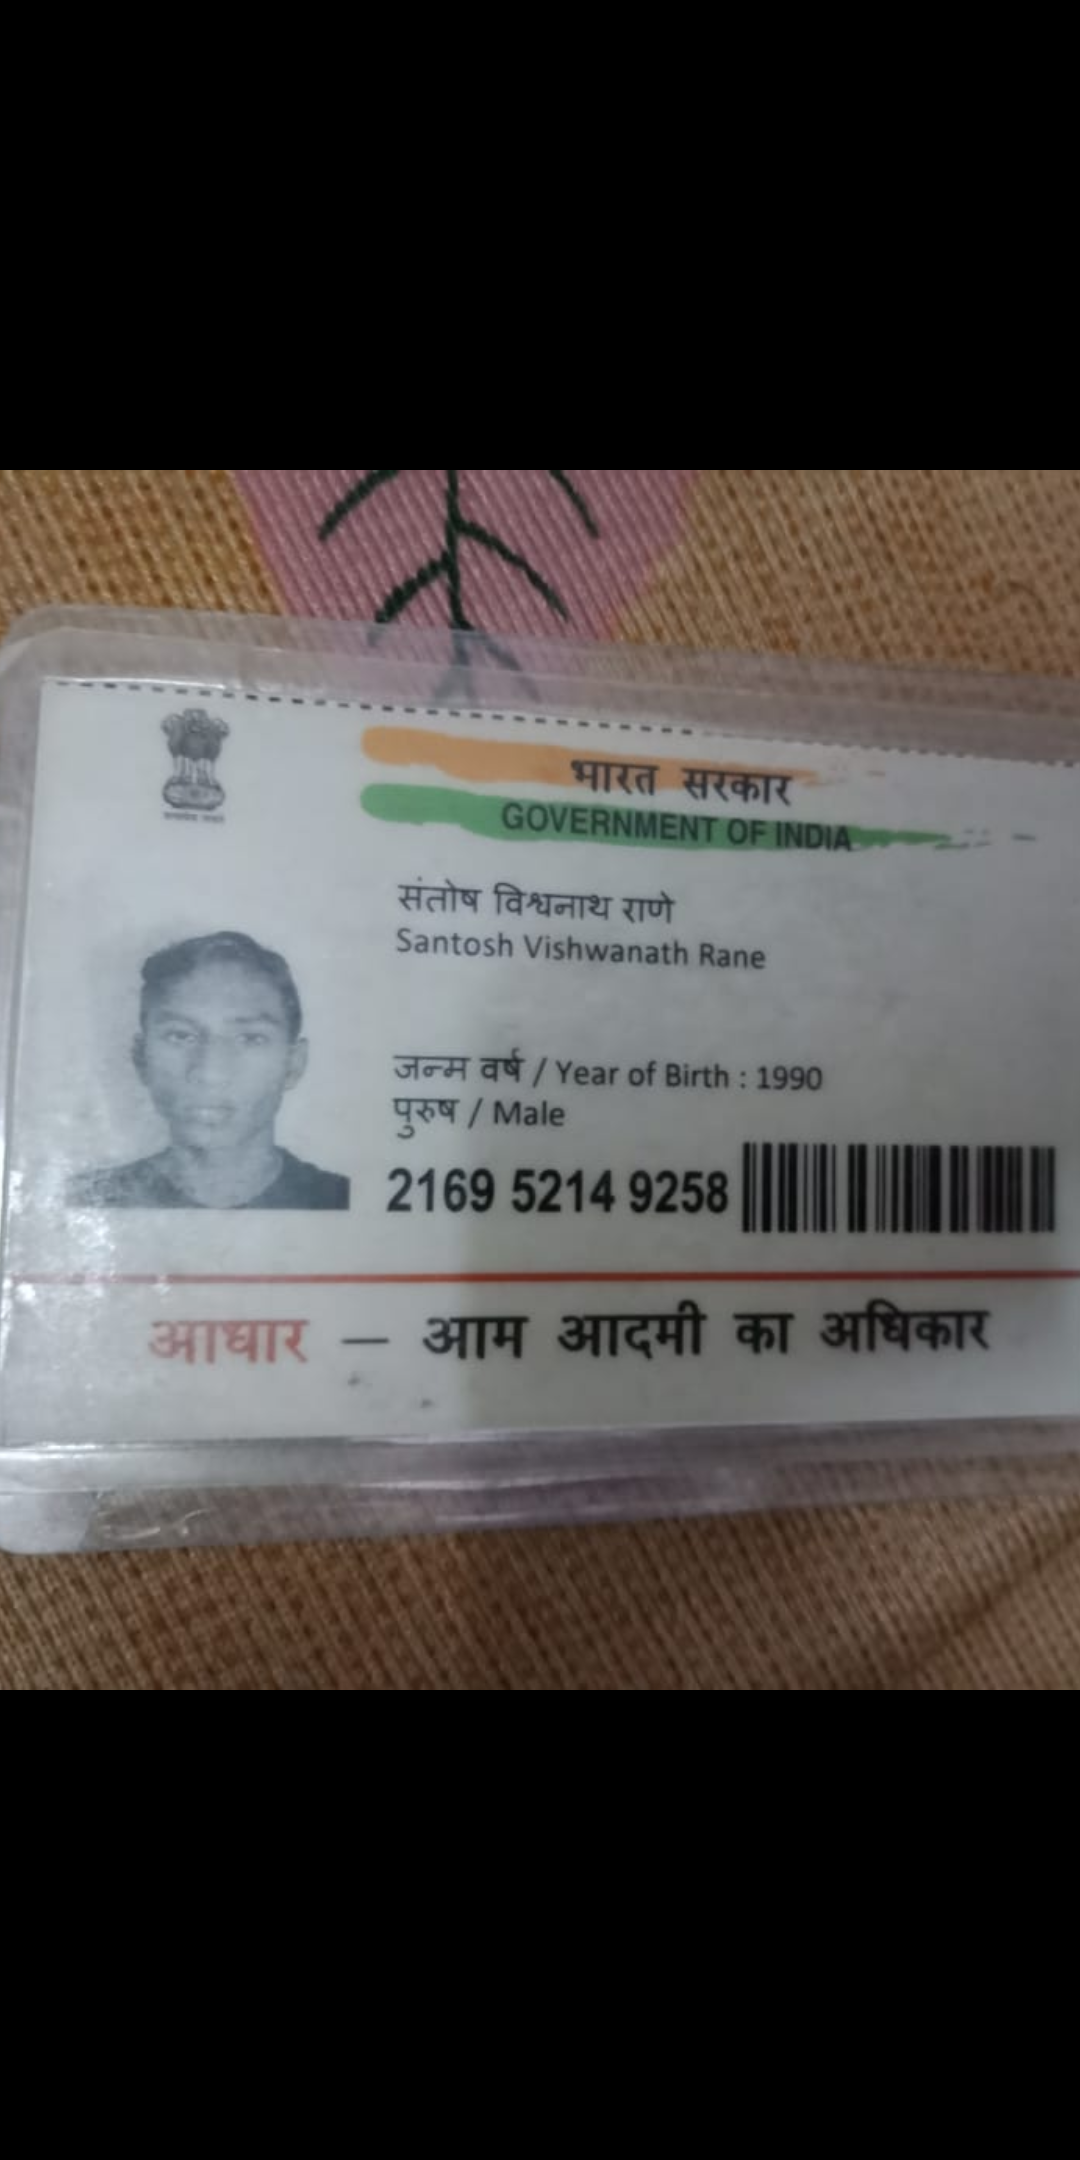 भारत सरकार
GOVERNMENT OF INDIA
संतोष विश्वनाथ राणे
Santosh Vishwanath Rane
जन्म वर्ष / Year of Birth : 1990
पुरुष / Male
2169 5214 9258
आधार — आम आदमी का अधिकार